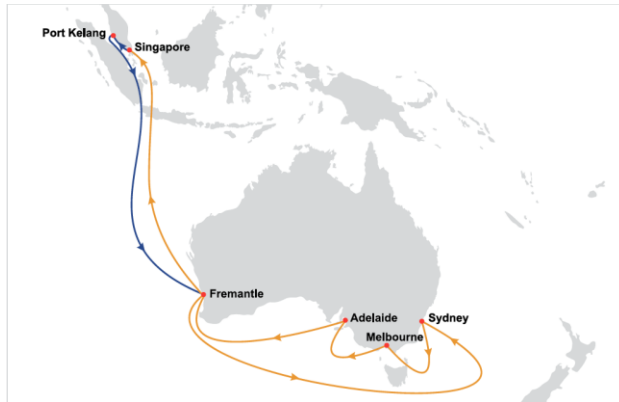 Port Kelang
Singapore
Fremantle
Adelaide
Sydney
Melbourne